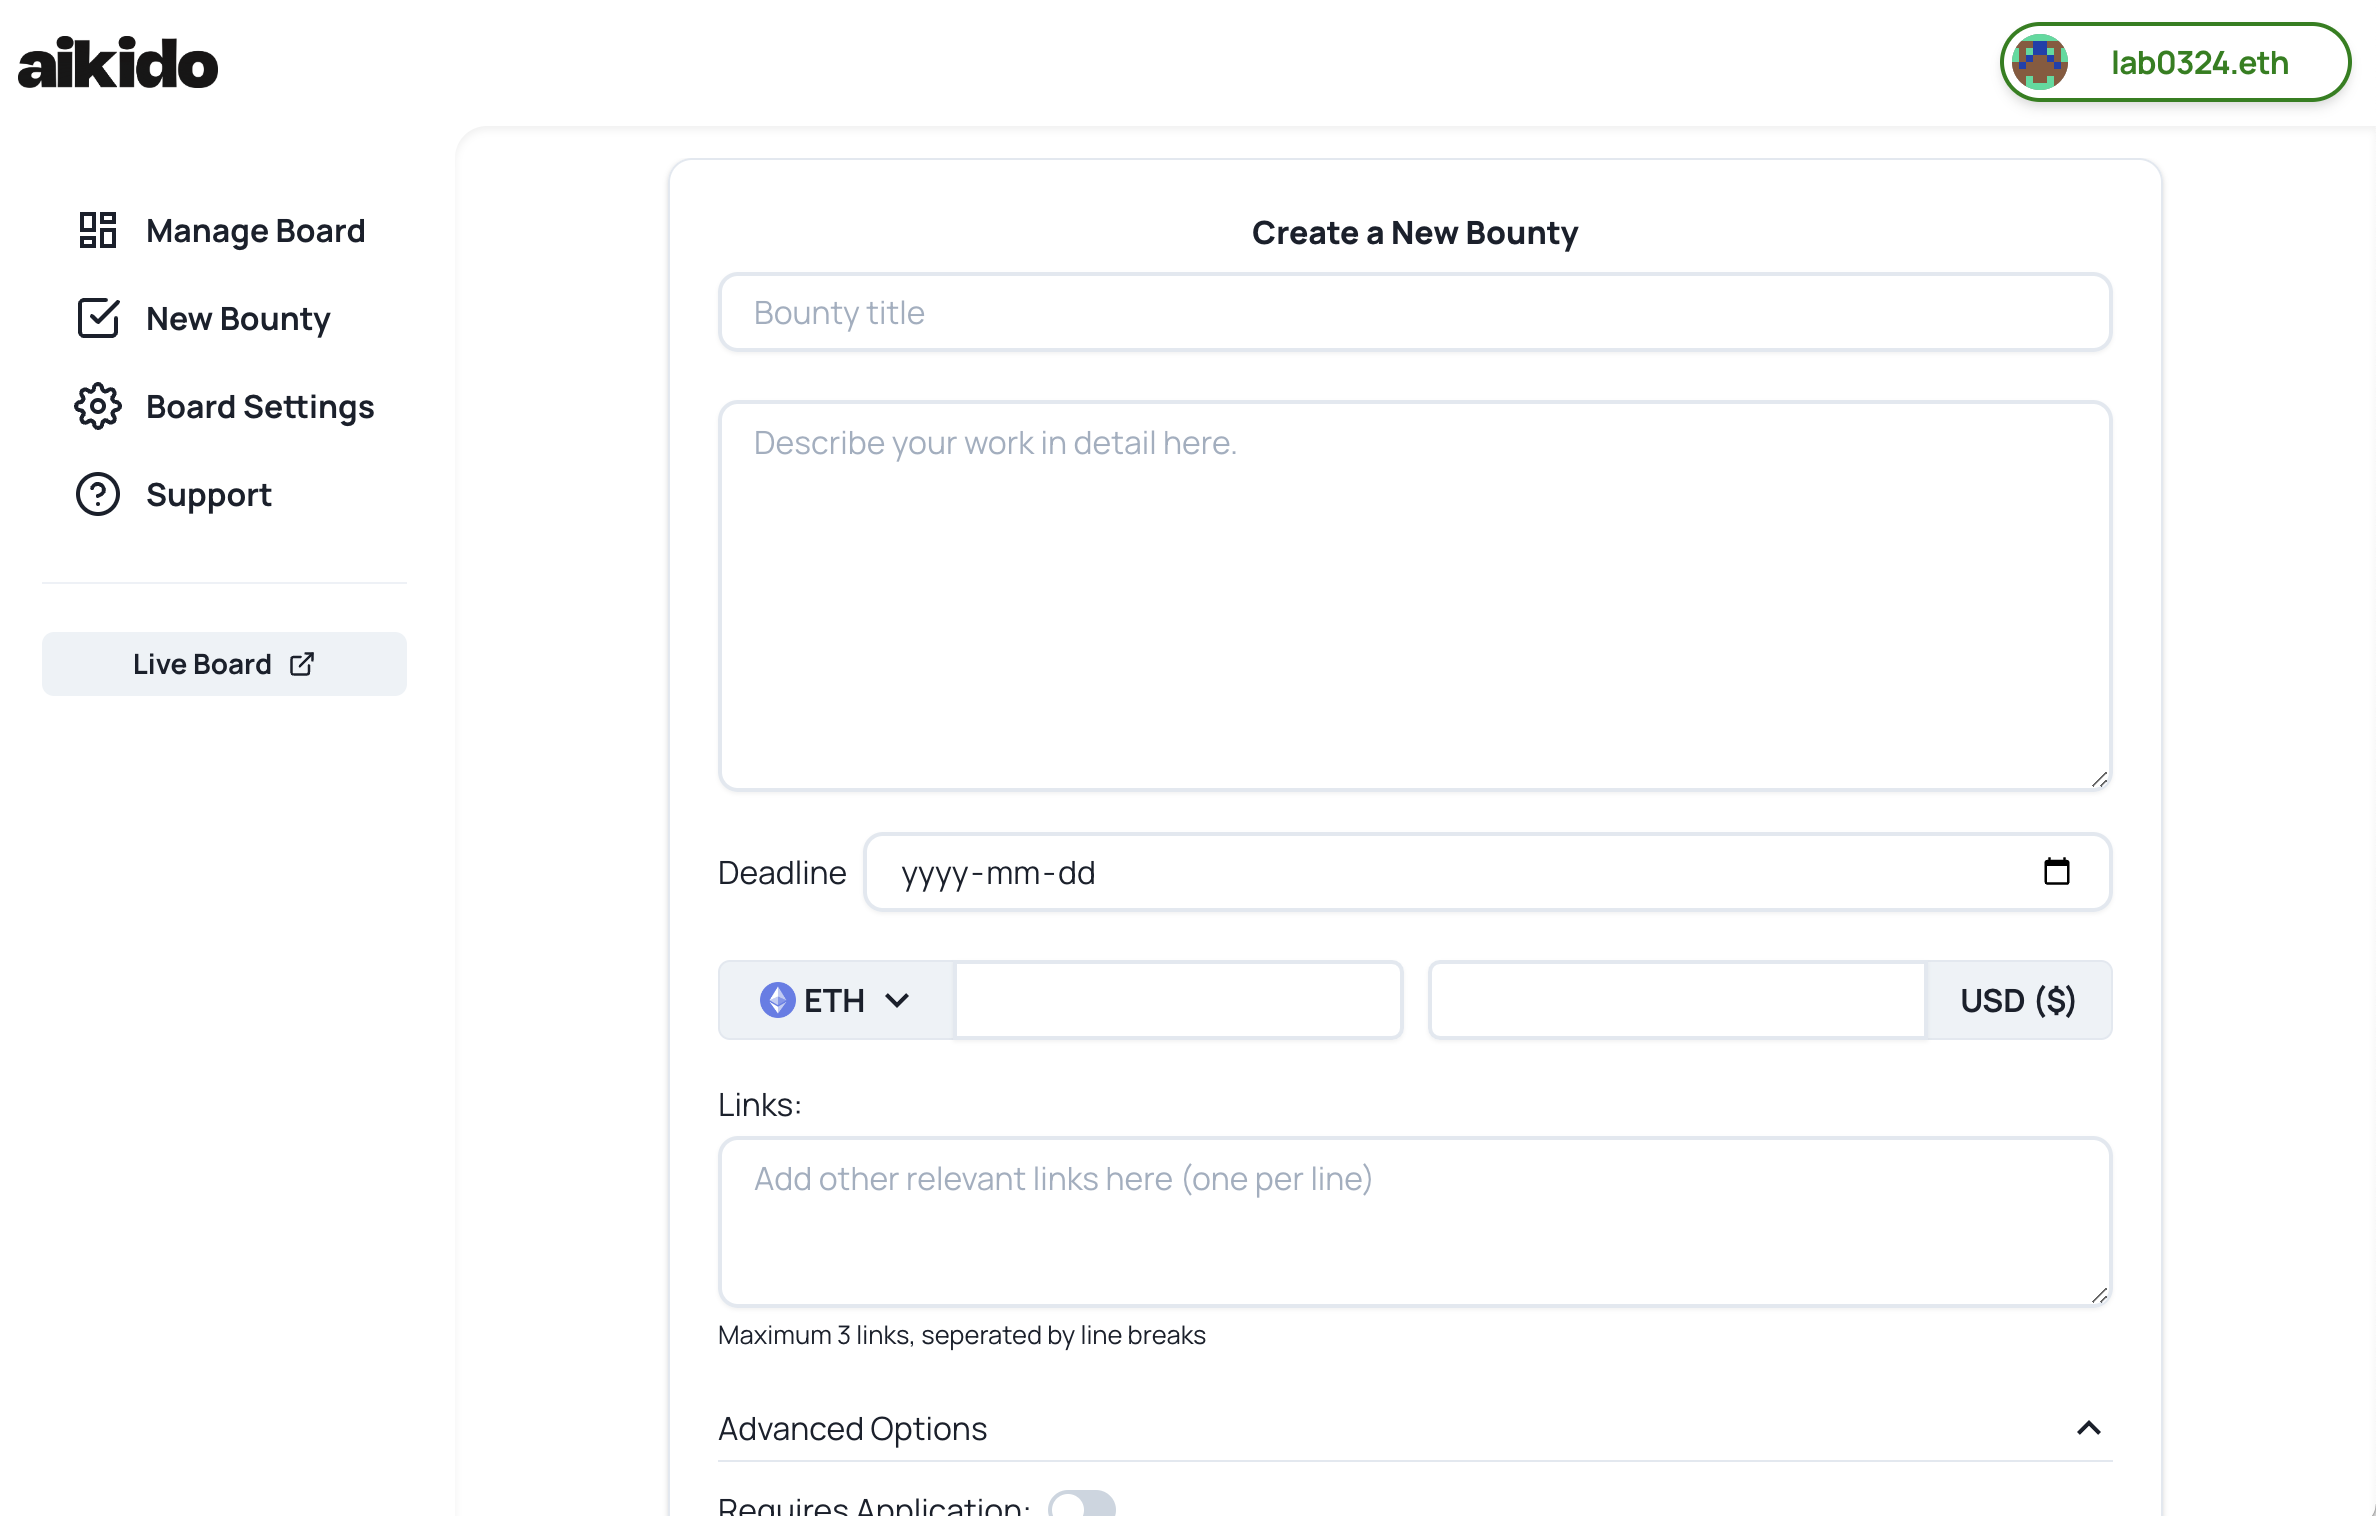 aikido
lab0324.eth
Manage Board
New Bounty
Board Settings
Support
Live Board
Create a New Bounty
Bounty title
Describe your work in detail here.
Deadline
yyyy-mm-dd
ETH
USD ($)
Links:
Add other relevant links here (one per line)
Maximum 3 links, seperated by line breaks
Advanced Options
Requires Application: